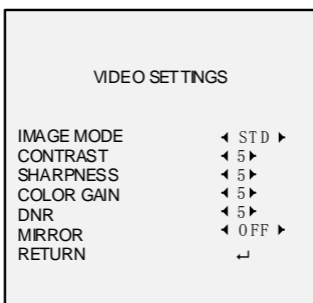 VIDEO SETTINGS
IMAGE MODE ◀ STD ▶
CONTRAST ◀ 5 ▶
SHARPNESS ◀ 5 ▶
COLOR GAIN ◀ 5 ▶
DNR ◀ 5 ▶
MIRROR ◀ OFF ▶
RETURN ↵